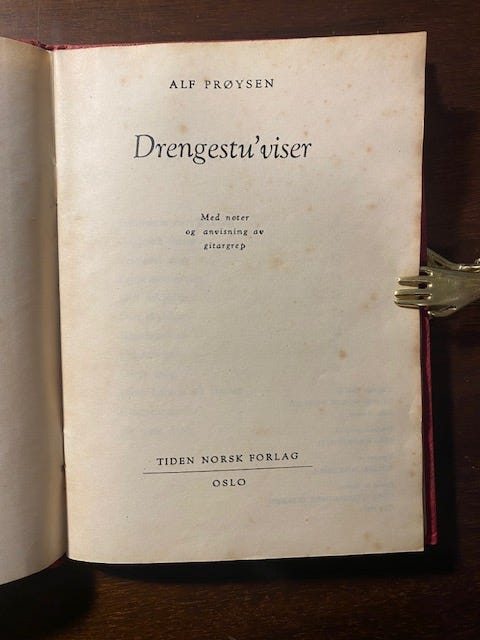 ALF PRØYSEN
Drengestu'viser
Med noter
og anvisning av
gitargrep
TIDEN NORSK FORLAG
OSLO